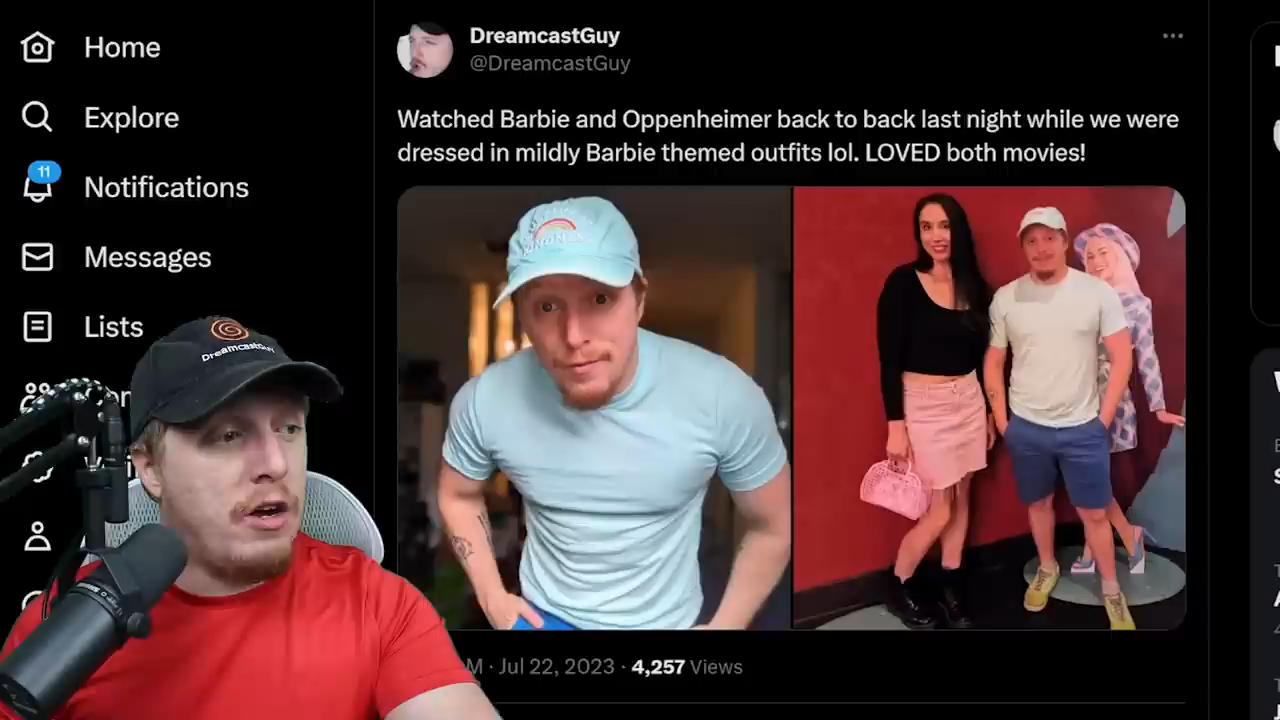 Home
Explore
11
Notifications
Messages
Lists
DreamcastGuy
DreamcastGuy
@DreamcastGuy
Watched Barbie and Oppenheimer back to back last night while we were
dressed in mildly Barbie themed outfits lol. LOVED both movies!
KINDNESS
M · Jul 22, 2023 · 4,257 Views